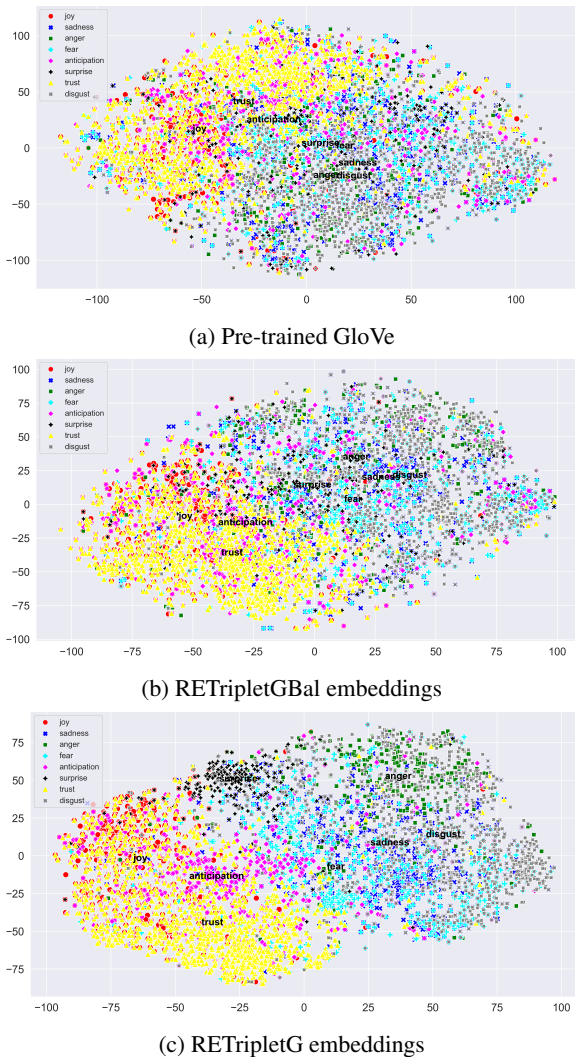 joy
sadness
anger
fear
anticipation
surprise
trust
disgust
100
50
0
−50
−100
trust
anticipation
joy
surprise
fear
sadness
anger
disgust
−100
−50
0
50
100
(a) Pre-trained GloVe
joy
sadness
anger
fear
anticipation
surprise
trust
disgust
100
75
50
25
0
−25
−50
−75
−100
anger
sadness
disgust
surprise
fear
joy
anticipation
trust
−100
−75
−50
−25
0
25
50
75
100
(b) RETripletGBal embeddings
joy
sadness
anger
fear
anticipation
surprise
trust
disgust
75
50
25
0
−25
−50
−75
surprise
anger
disgust
sadness
joy
fear
anticipation
trust
−100
−75
−50
−25
0
25
50
75
100
(c) RETripletG embeddings